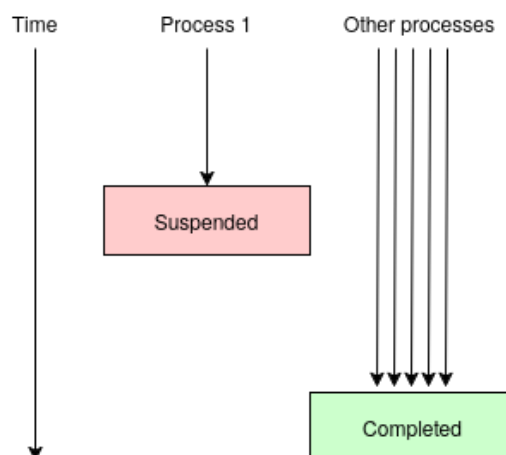 Time
Process 1
Other processes
Suspended
Completed